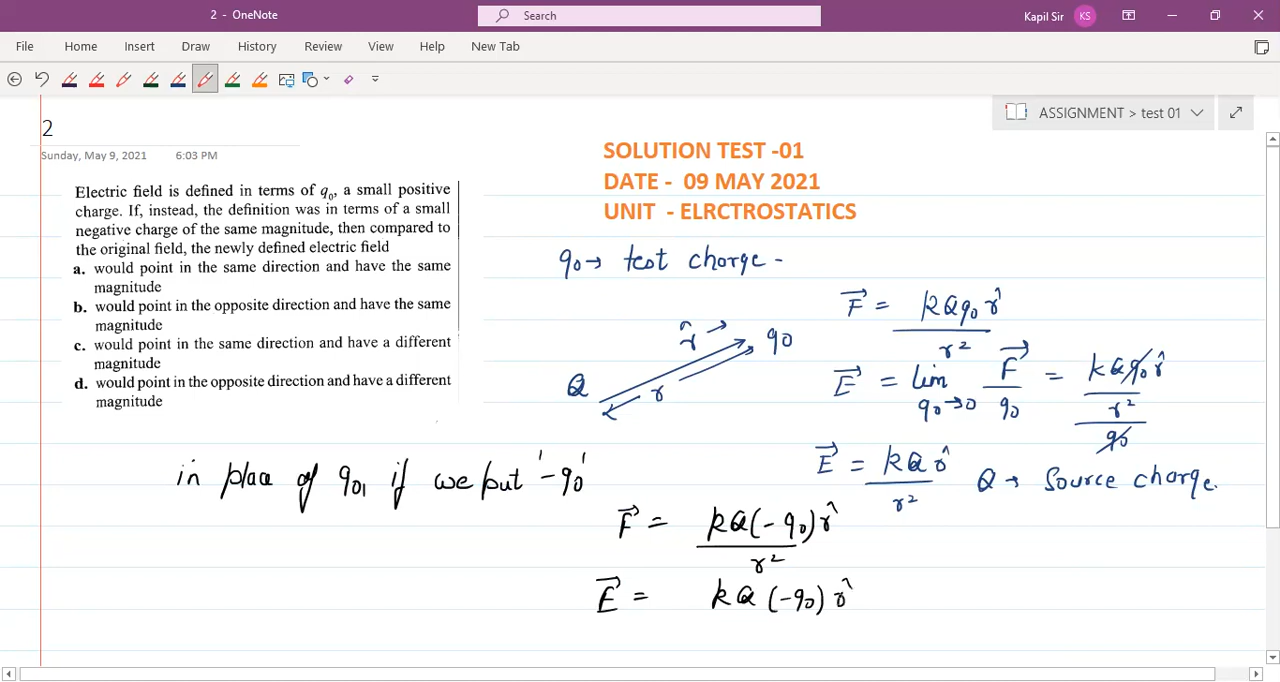 2 - OneNote
Search
Kapil Sir KS
File Home Insert Draw History Review View Help New Tab
ASSIGNMENT > test 01
2
Sunday, May 9, 2021 6:03 PM
SOLUTION TEST -01
DATE - 09 MAY 2021
UNIT - ELRCTROSTATICS
Electric field is defined in terms of q₀, a small positive
charge. If, instead, the definition was in terms of a small
negative charge of the same magnitude, then compared to
the original field, the newly defined electric field
a. would point in the same direction and have the same
magnitude
b. would point in the opposite direction and have the same
magnitude
c. would point in the same direction and have a different
magnitude
d. would point in the opposite direction and have a different
magnitude
q₀ → test charge -
Q r r̂ → q₀
F⃗ = kQq₀ r̂ / r²
E⃗ = lim q₀→0 F⃗ / q₀ = kQq₀ r̂ / r² / q₀
E⃗ = kQ r̂ / r² Q → Source charge.
in place of q₀, if we put '-q₀'
F⃗ = kQ(-q₀) r̂ / r²
E⃗ = kQ (-q₀) r̂